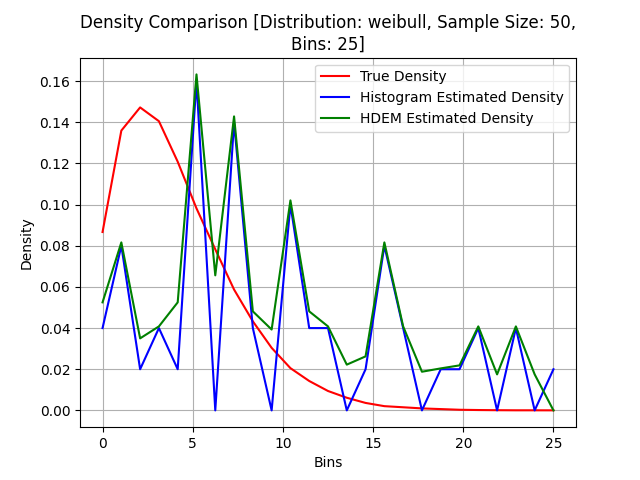 Density Comparison [Distribution: weibull, Sample Size: 50,
Bins: 25]
True Density
Histogram Estimated Density
HDEM Estimated Density
Density
0.16
0.14
0.12
0.10
0.08
0.06
0.04
0.02
0.00
0 5 10 15 20 25
Bins